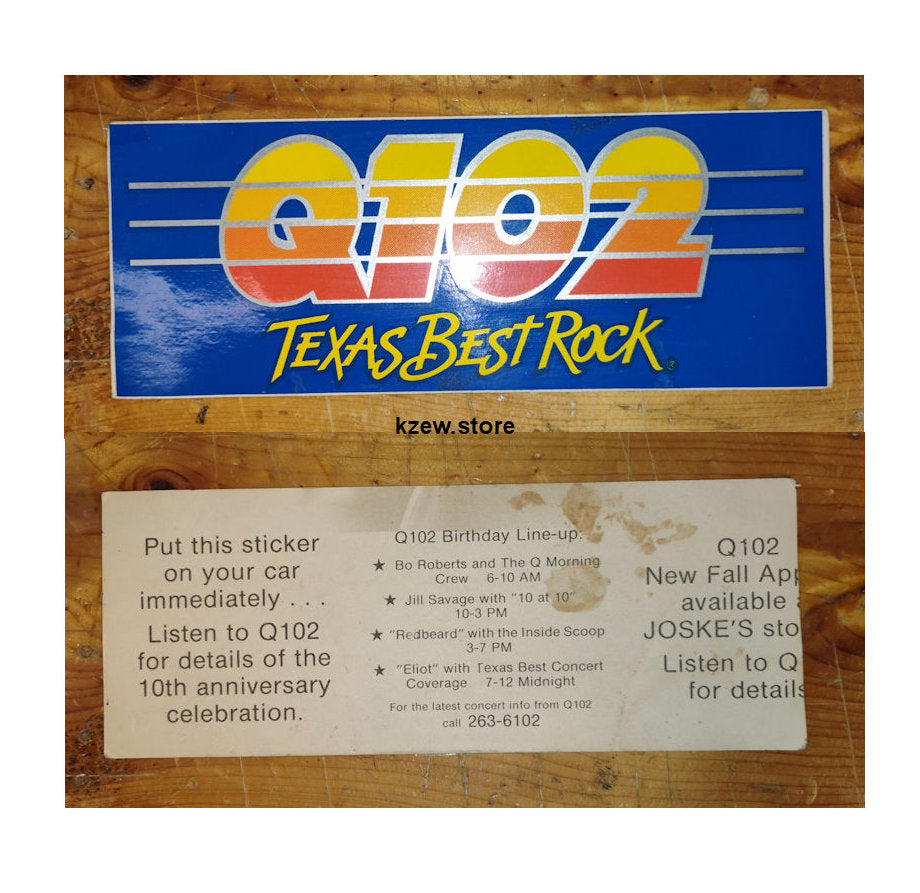 Q102
TEXAS BEST ROCK
kzew.store
Put this sticker
on your car
immediately . . .
Listen to Q102
for details of the
10th anniversary
celebration.
Q102 Birthday Line-up:
★ Bo Roberts and The Q Morning
Crew 6-10 AM
★ Jill Savage with "10 at 10"
10-3 PM
★ "Redbeard" with the Inside Scoop
3-7 PM
★ "Eliot" with Texas Best Concert
Coverage 7-12 Midnight
For the latest concert info from Q102
call 263-6102
Q102
New Fall App
available
JOSKE'S sto
Listen to Q
for details